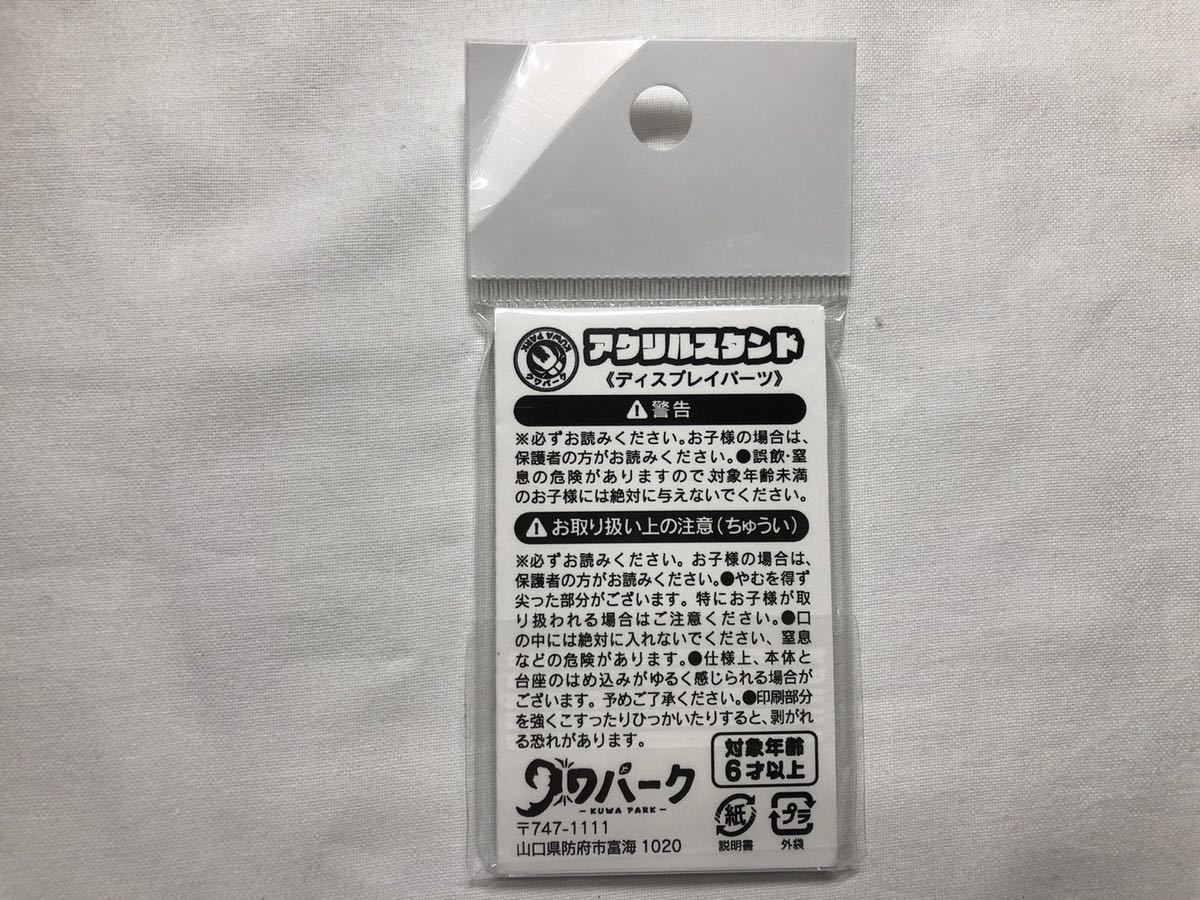 KUWA PARK
クワパーク
アクリルスタンド
《ディスプレイパーツ》
警告
※必ずお読みください。お子様の場合は、
保護者の方がお読みください。●誤飲・窒
息の危険がありますので、対象年齢未満
のお子様には絶対に与えないでください。
お取り扱い上の注意(ちゅうい)
※必ずお読みください。お子様の場合は、
保護者の方がお読みください。●やむを得ず
尖った部分がございます。特にお子様が取
り扱われる場合はご注意ください。●口
の中には絶対に入れないでください、窒息
などの危険があります。●仕様上、本体と
台座のはめ込みがゆるく感じられる場合が
ございます。予めご了承ください。●印刷部分
を強くこすったりひっかいたりすると、剥がれ
る恐れがあります。
対象年齢
6才以上
クワパーク
- KUWA PARK -
〒747-1111
山口県防府市富海 1020
紙
説明書
プラ
外袋